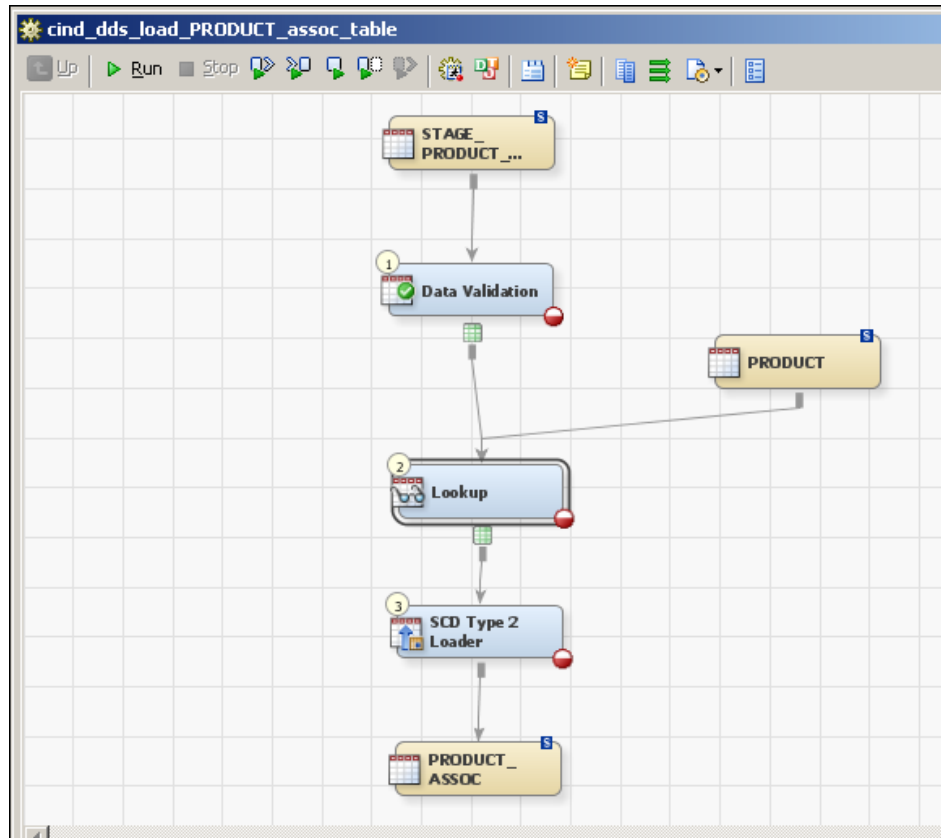 cind_dds_load_PRODUCT_assoc_table
Up Run Stop
S
STAGE_
PRODUCT_...
1
Data Validation
S
PRODUCT
2
Lookup
3
SCD Type 2
Loader
S
PRODUCT_
ASSOC